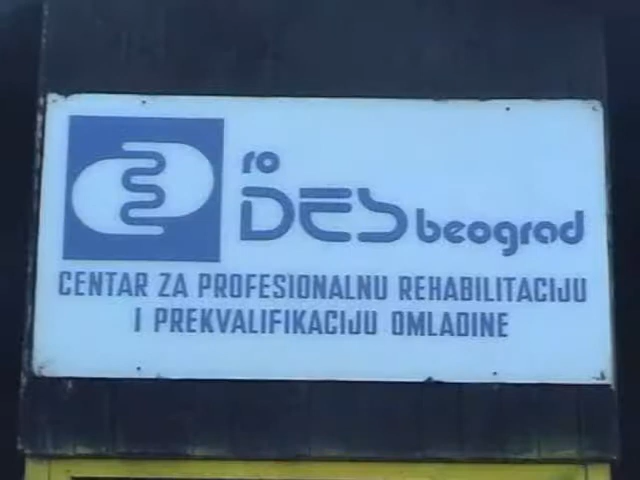 ro
DES beograd
CENTAR ZA PROFESIONALNU REHABILITACIJU
I PREKVALIFIKACIJU OMLADINE